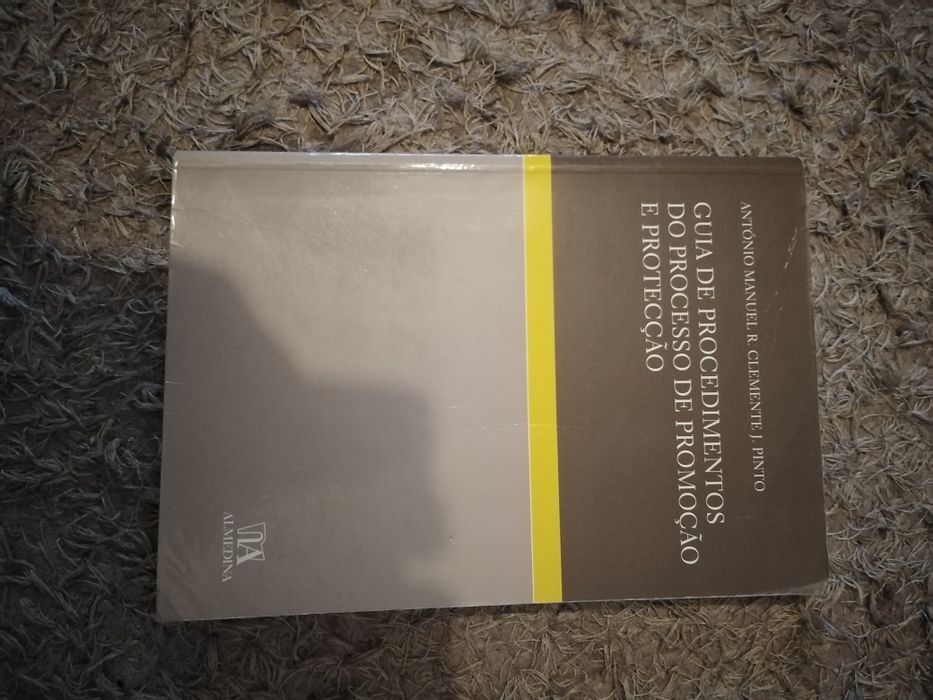 ANTÓNIO MANUEL R. CLEMENTE J. PINTO
GUIA DE PROCEDIMENTOS
DO PROCESSO DE PROMOÇÃO
E PROTECÇÃO
ALMEDINA